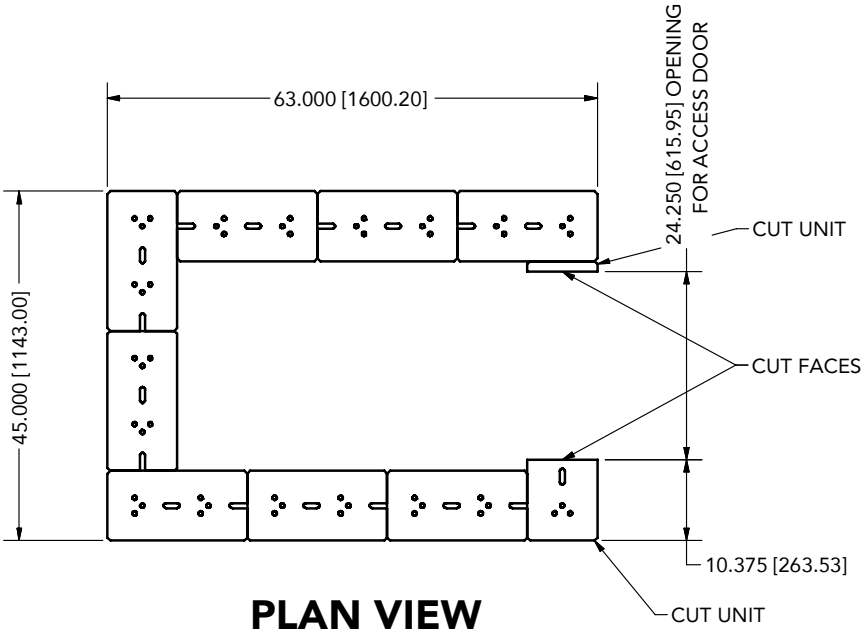 24.250 [615.95] OPENING
FOR ACCESS DOOR
63.000 [1600.20]
CUT UNIT
45.000 [1143.00]
CUT FACES
10.375 [263.53]
PLAN VIEW
CUT UNIT